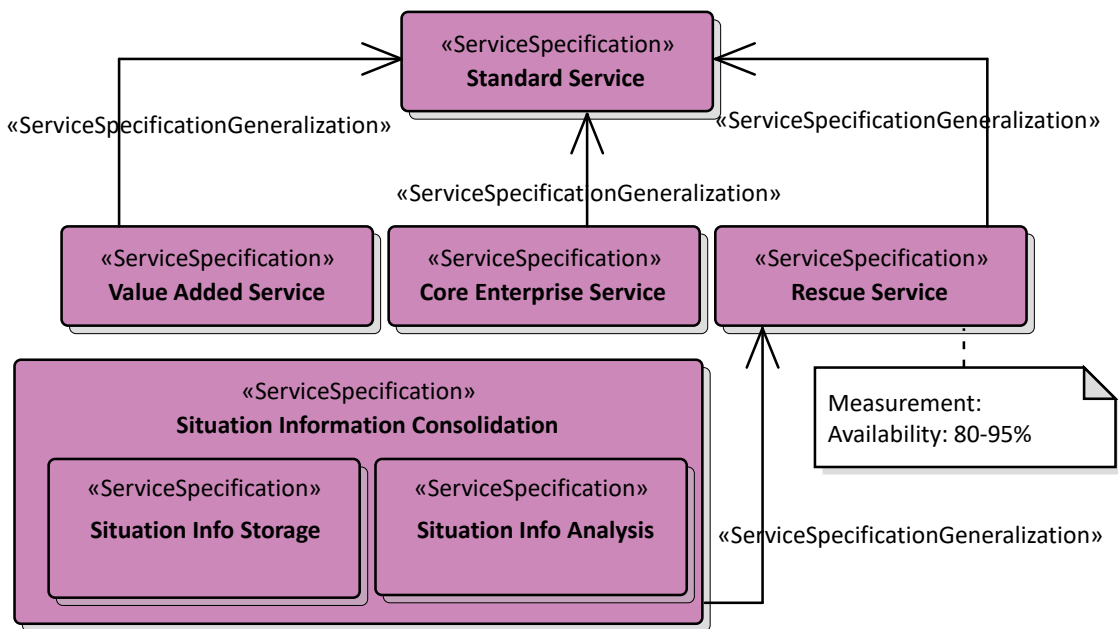 «ServiceSpecification»
Standard Service
«ServiceSpecificationGeneralization»
«ServiceSpecificationGeneralization»
«ServiceSpecificationGeneralization»
«ServiceSpecification»
Value Added Service
«ServiceSpecification»
Core Enterprise Service
«ServiceSpecification»
Rescue Service
«ServiceSpecification»
Situation Information Consolidation
Measurement:
Availability: 80-95%
«ServiceSpecification»
Situation Info Storage
«ServiceSpecification»
Situation Info Analysis
«ServiceSpecificationGeneralization»